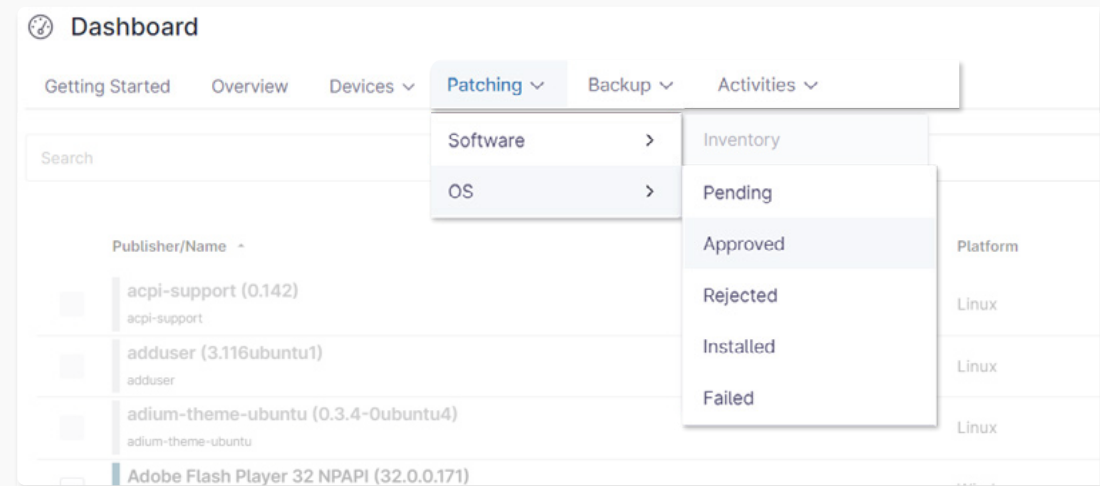 Dashboard
Getting Started Overview Devices Patching Backup Activities
Search
Software
OS
Inventory
Pending
Approved
Rejected
Installed
Failed
Publisher/Name Platform
acpi-support (0.142)
acpi-support
Linux
adduser (3.116ubuntu1)
adduser
Linux
adium-theme-ubuntu (0.3.4-0ubuntu4)
adium-theme-ubuntu
Linux
Adobe Flash Player 32 NPAPI (32.0.0.171)